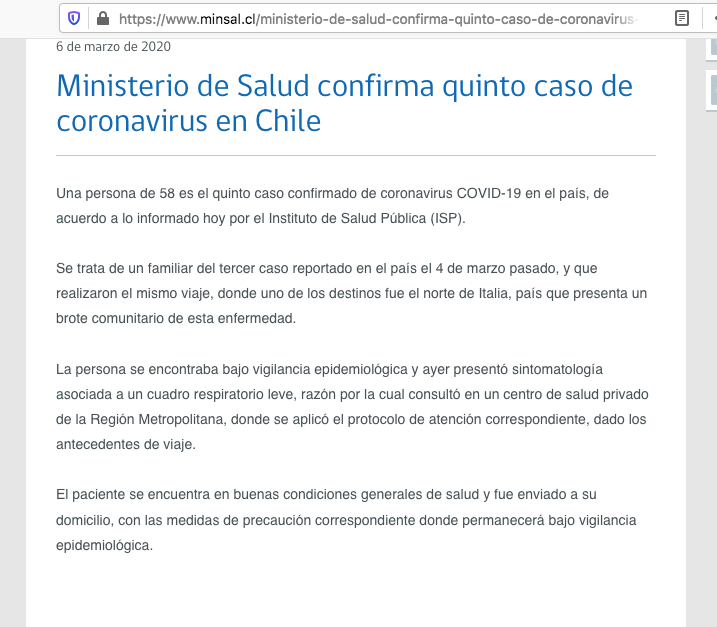 https://www.minsal.cl/ministerio-de-salud-confirma-quinto-caso-de-coronavirus-
6 de marzo de 2020
Ministerio de Salud confirma quinto caso de
coronavirus en Chile
Una persona de 58 es el quinto caso confirmado de coronavirus COVID-19 en el país, de
acuerdo a lo informado hoy por el Instituto de Salud Pública (ISP).
Se trata de un familiar del tercer caso reportado en el país el 4 de marzo pasado, y que
realizaron el mismo viaje, donde uno de los destinos fue el norte de Italia, país que presenta un
brote comunitario de esta enfermedad.
La persona se encontraba bajo vigilancia epidemiológica y ayer presentó sintomatología
asociada a un cuadro respiratorio leve, razón por la cual consultó en un centro de salud privado
de la Región Metropolitana, donde se aplicó el protocolo de atención correspondiente, dado los
antecedentes de viaje.
El paciente se encuentra en buenas condiciones generales de salud y fue enviado a su
domicilio, con las medidas de precaución correspondiente donde permanecerá bajo vigilancia
epidemiológica.